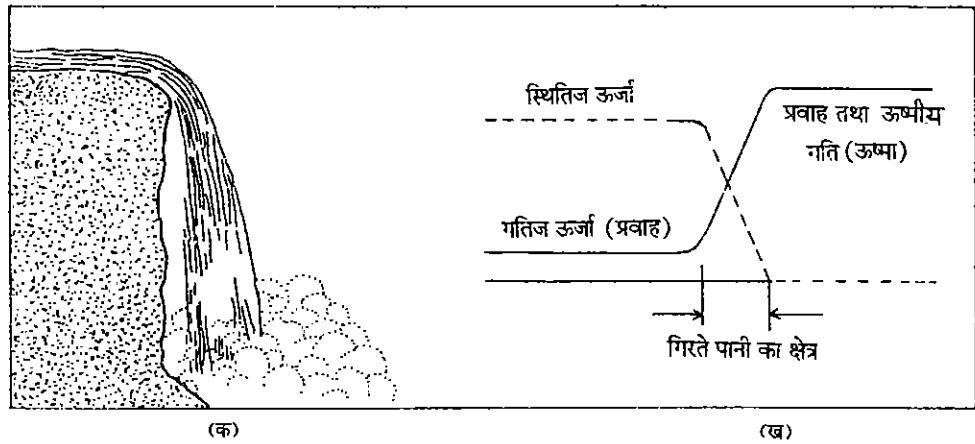 स्थितिज ऊर्जा
प्रवाह तथा ऊष्मीय
गति (ऊष्मा)
गतिज ऊर्जा (प्रवाह)
गिरते पानी का क्षेत्र
(क)
(ख)